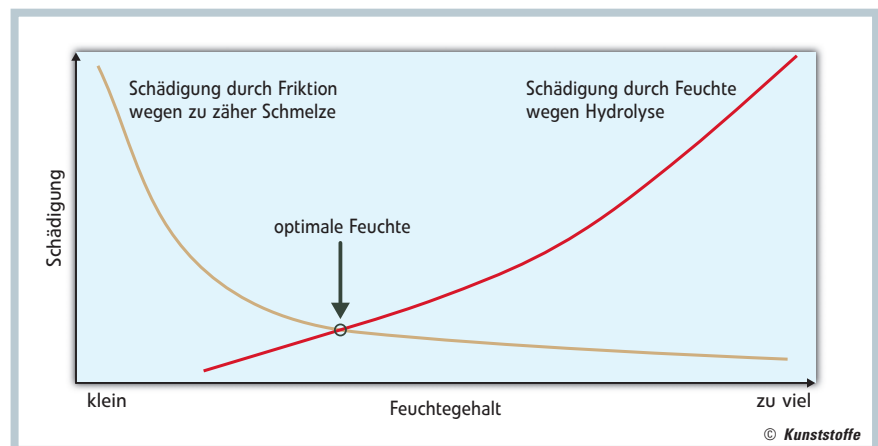 Schädigung durch Friktion
wegen zu zäher Schmelze
Schädigung durch Feuchte
wegen Hydrolyse
optimale Feuchte
Schädigung
klein
Feuchtegehalt
zu viel
© Kunststoffe